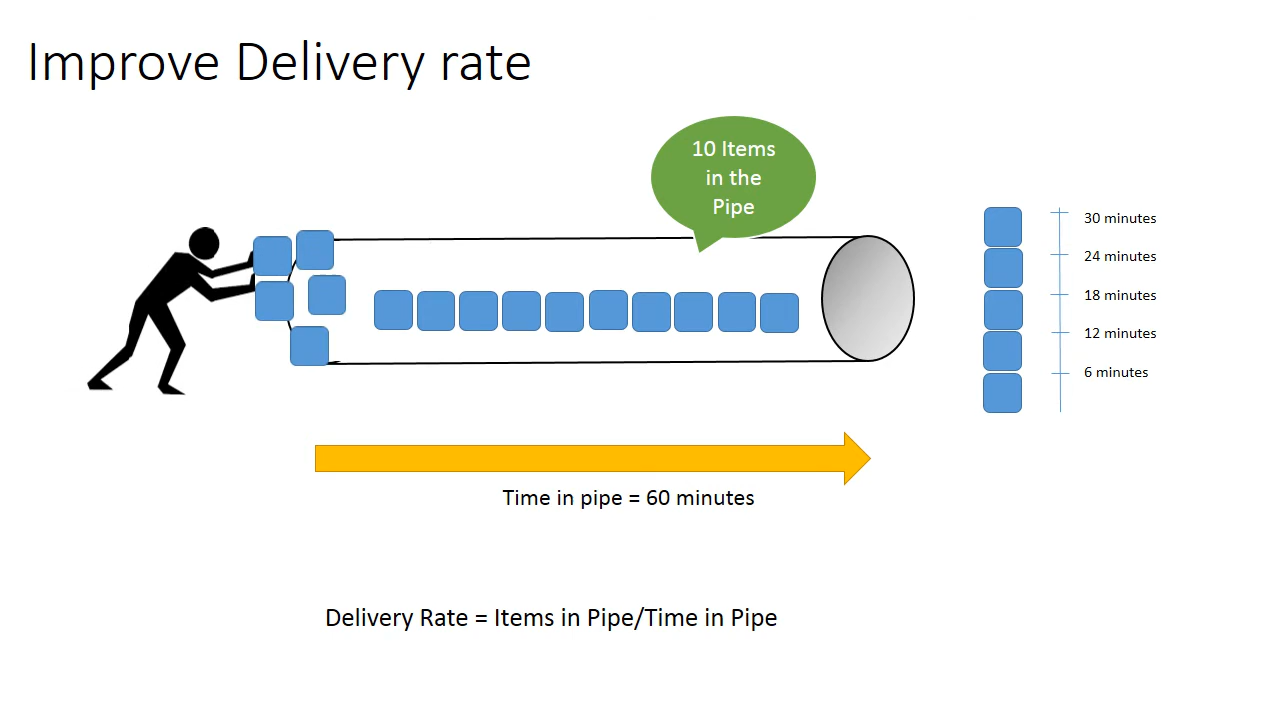 Improve Delivery rate
10 Items
in the
Pipe
30 minutes
24 minutes
18 minutes
12 minutes
6 minutes
Time in pipe = 60 minutes
Delivery Rate = Items in Pipe/Time in Pipe